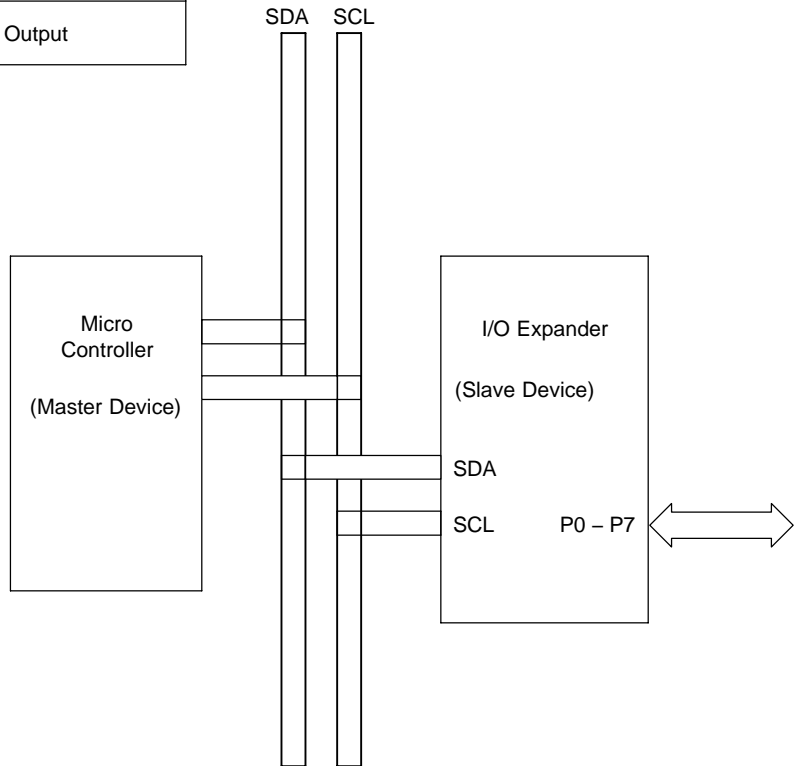 Output
SDA SCL
Micro
Controller
(Master Device)
I/O Expander
(Slave Device)
SDA
SCL P0 – P7